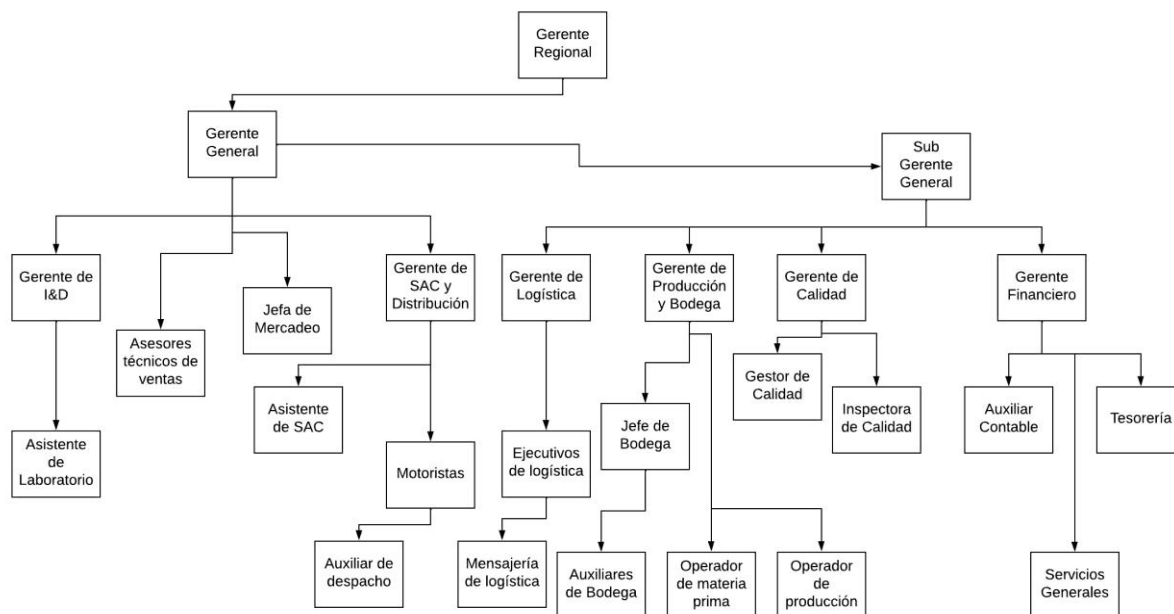 Gerente
Regional
Gerente
General
Sub
Gerente
General
Gerente de
I&D
Asesores
técnicos de
ventas
Jefa de
Mercadeo
Gerente de
SAC y
Distribución
Gerente de
Logística
Gerente de
Producción
y Bodega
Gerente de
Calidad
Gerente
Financiero
Asistente
de SAC
Gestor de
Calidad
Inspectora
de Calidad
Auxiliar
Contable
Tesorería
Asistente
de
Laboratorio
Motoristas
Ejecutivos
de logística
Jefe de
Bodega
Auxiliar de
despacho
Mensajería
de logística
Auxiliares
de Bodega
Operador
de materia
prima
Operador
de
producción
Servicios
Generales